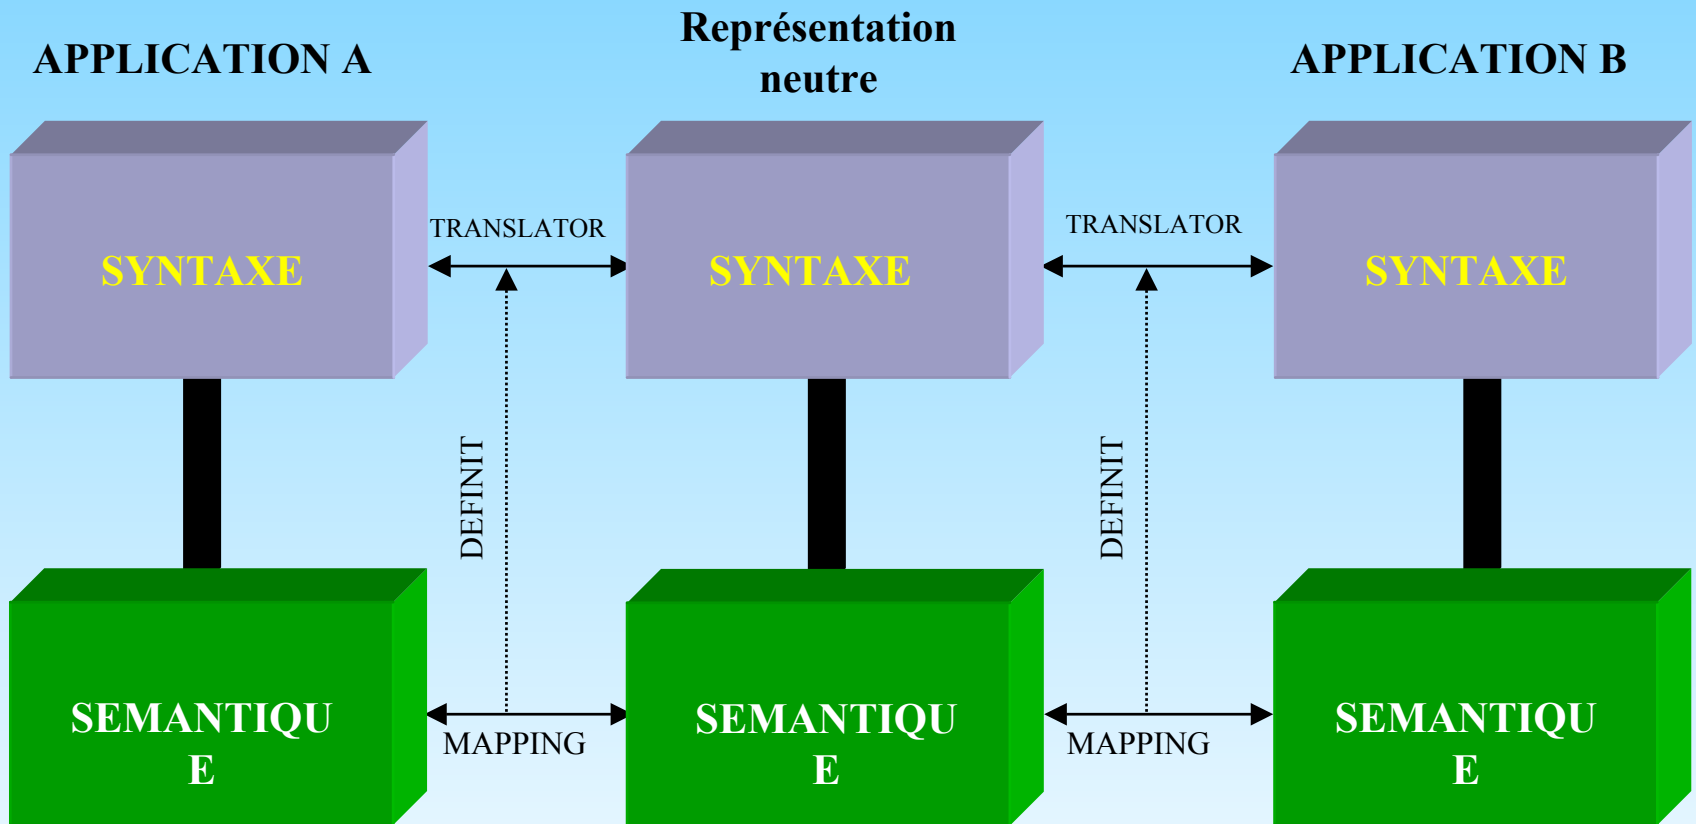 Représentation
neutre
APPLICATION A
APPLICATION B
TRANSLATOR
TRANSLATOR
SYNTAXE
SYNTAXE
SYNTAXE
DEFINIT
DEFINIT
SEMANTIQU
E
MAPPING
SEMANTIQU
E
MAPPING
SEMANTIQU
E